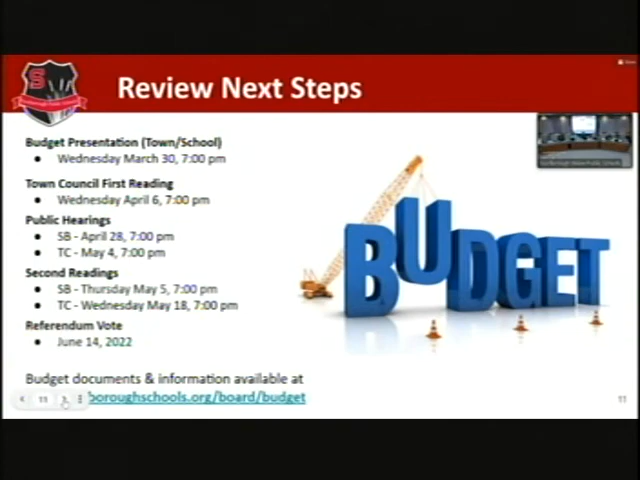 Review Next Steps
Budget Presentation (Town/School)
● Wednesday March 30, 7:00 pm
Town Council First Reading
● Wednesday April 6, 7:00 pm
Public Hearings
● SB - April 28, 7:00 pm
● TC - May 4, 7:00 pm
Second Readings
● SB - Thursday May 5, 7:00 pm
● TC - Wednesday May 18, 7:00 pm
Referendum Vote
● June 14, 2022
Budget documents & information available at
boroughschools.org/board/budget
BUDGET
S
11
11